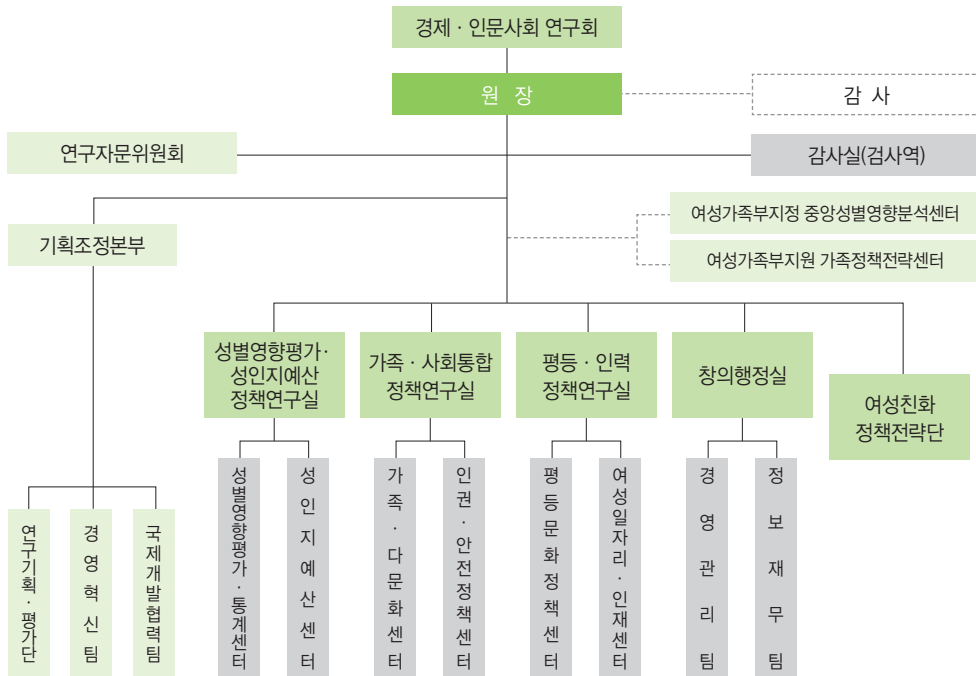 경제 · 인문사회 연구회
원 장
감 사
연구자문위원회
감사실(검사역)
여성가족부지정 중앙성별영향분석센터
기획조정본부
여성가족부지원 가족정책전략센터
성별영향평가·
성인지예산
정책연구실
가족 · 사회통합
정책연구실
평등 · 인력
정책연구실
창의행정실
여성친화
정책전략단
성별영향평가·통계센터
성인지예산센터
가족·다문화센터
인권·안전정책센터
평등문화정책센터
여성일자리·인재센터
경영관리팀
정보재무팀
연구기획·평가단
경영혁신팀
국제개발협력팀